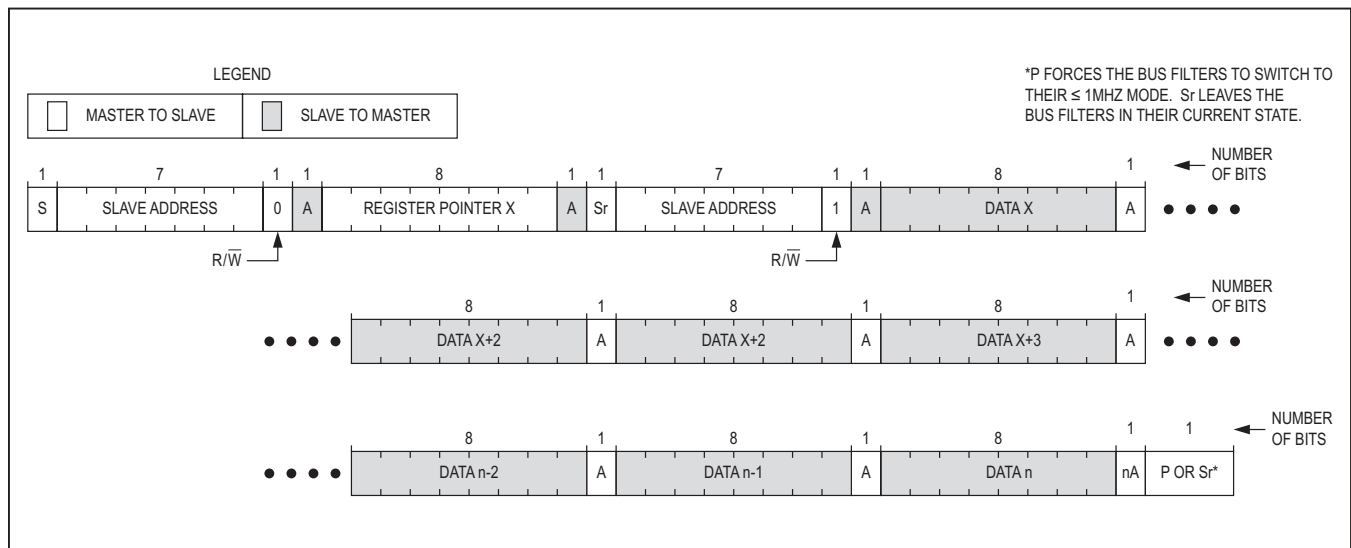 LEGEND
MASTER TO SLAVE SLAVE TO MASTER
*P FORCES THE BUS FILTERS TO SWITCH TO
THEIR ≤ 1MHZ MODE. Sr LEAVES THE
BUS FILTERS IN THEIR CURRENT STATE.
1 7 1 1 8 1 1 7 1 1 8 1 NUMBER
OF BITS
S SLAVE ADDRESS 0 A REGISTER POINTER X A Sr SLAVE ADDRESS 1 A DATA X A
R/W̅ R/W̅
8 1 8 1 8 1 NUMBER
OF BITS
DATA X+2 A DATA X+2 A DATA X+3 A
8 1 8 1 8 1 1 NUMBER
OF BITS
DATA n-2 A DATA n-1 A DATA n nA P OR Sr*